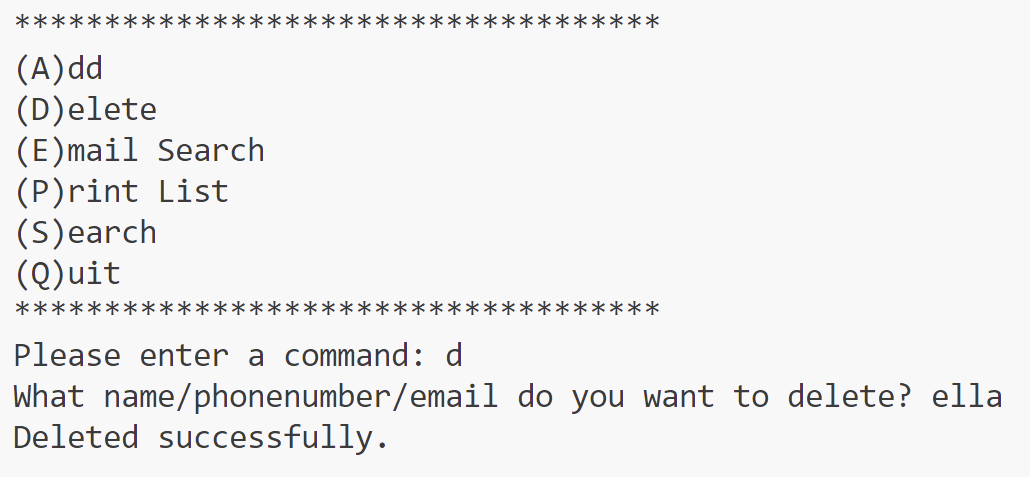 ************************************
(A)dd
(D)elete
(E)mail Search
(P)rint List
(S)earch
(Q)uit
************************************
Please enter a command: d
What name/phonenumber/email do you want to delete? ella
Deleted successfully.